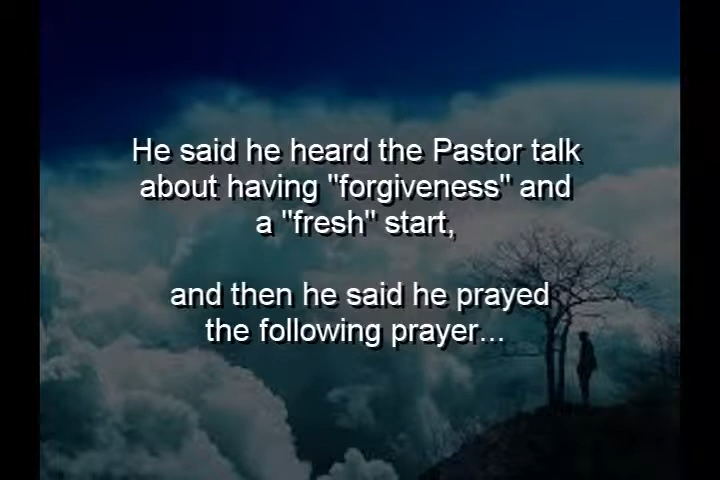 He said he heard the Pastor talk
about having "forgiveness" and
a "fresh" start,
and then he said he prayed
the following prayer...